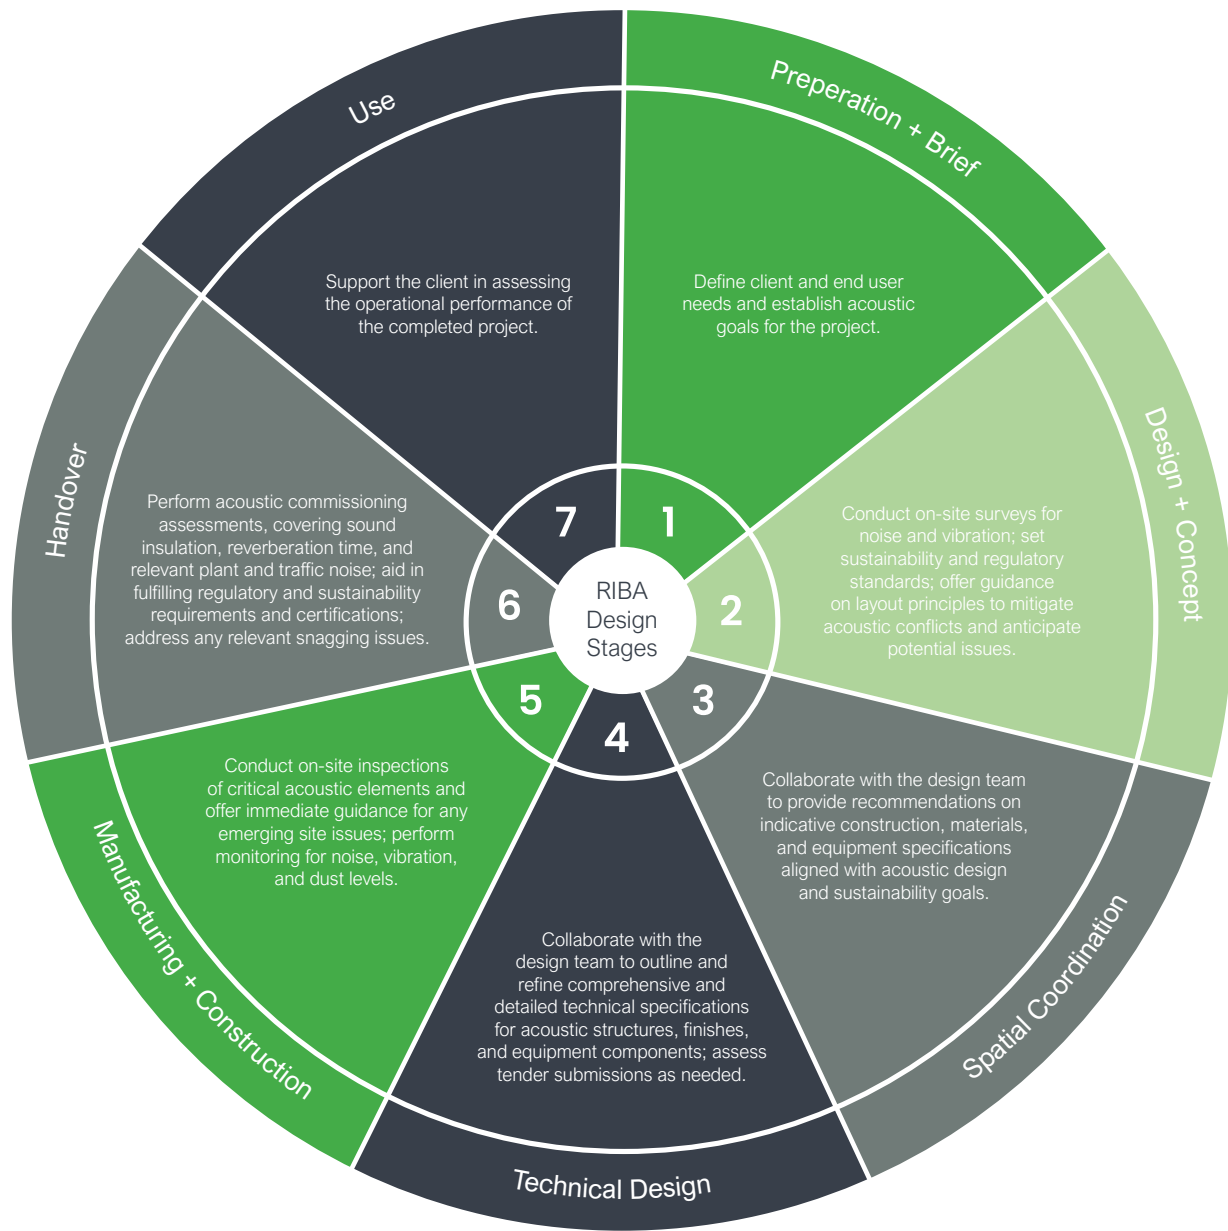 RIBA
Design
Stages
1
Preperation + Brief
Define client and end user
needs and establish acoustic
goals for the project.
2
Design + Concept
Conduct on-site surveys for
noise and vibration; set
sustainability and regulatory
standards; offer guidance
on layout principles to mitigate
acoustic conflicts and anticipate
potential issues.
3
Spatial Coordination
Collaborate with the design team
to provide recommendations on
indicative construction, materials,
and equipment specifications
aligned with acoustic design
and sustainability goals.
4
Technical Design
Collaborate with the
design team to outline and
refine comprehensive and
detailed technical specifications
for acoustic structures, finishes,
and equipment components; assess
tender submissions as needed.
5
Manufacturing + Construction
Conduct on-site inspections
of critical acoustic elements and
offer immediate guidance for any
emerging site issues; perform
monitoring for noise, vibration,
and dust levels.
6
Handover
Perform acoustic commissioning
assessments, covering sound
insulation, reverberation time, and
relevant plant and traffic noise; aid in
fulfilling regulatory and sustainability
requirements and certifications;
address any relevant snagging issues.
7
Use
Support the client in assessing
the operational performance of
the completed project.